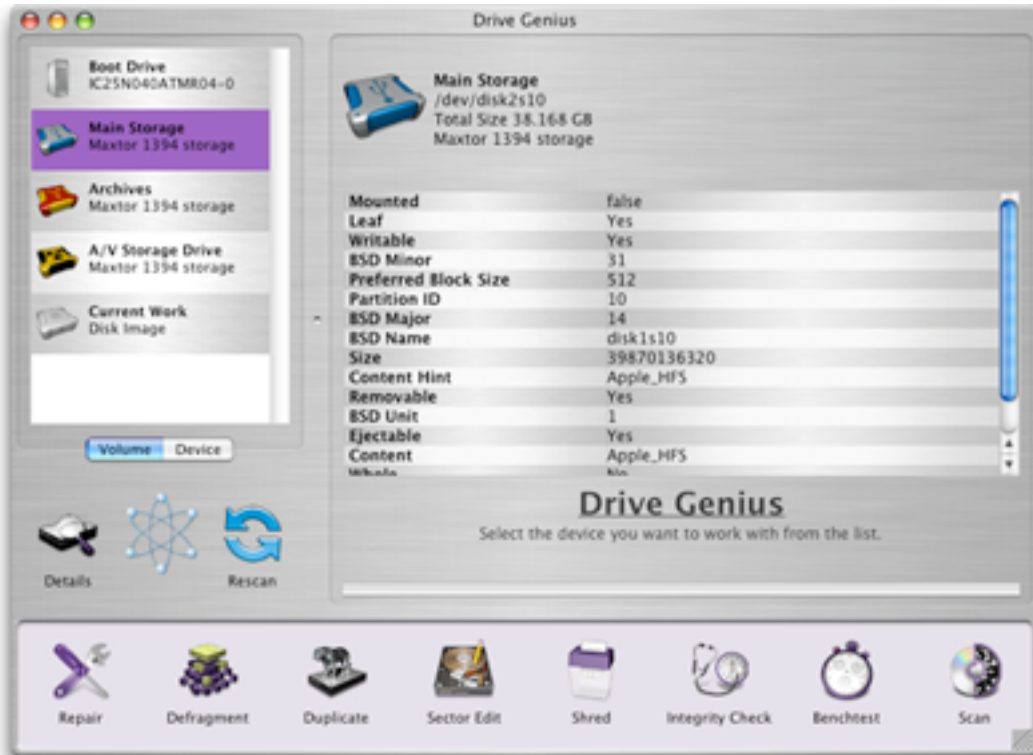 Drive Genius
Boot Drive
IC25N040ATMR04-0
Main Storage
Maxtor 1394 storage
Archives
Maxtor 1394 storage
A/V Storage Drive
Maxtor 1394 storage
Current Work
Disk Image
Volume Device
Details
Rescan
Main Storage
/dev/disk2s10
Total Size 38.168 GB
Maxtor 1394 storage
Mounted false
Leaf Yes
Writable Yes
BSD Minor 31
Preferred Block Size 512
Partition ID 10
BSD Major 14
BSD Name disk1s10
Size 39870136320
Content Hint Apple_HFS
Removable Yes
BSD Unit 1
Ejectable Yes
Content Apple_HFS
Whole No
Drive Genius
Select the device you want to work with from the list.
Repair Defragment Duplicate Sector Edit Shred Integrity Check Benchtest Scan